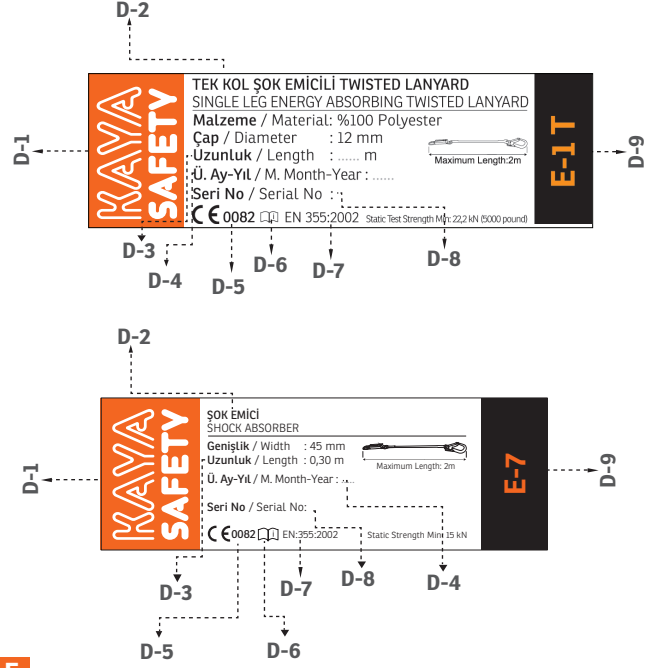 D-2
D-1
KAYA
SAFETY
TEK KOL ŞOK EMİCİLİ TWISTED LANYARD
SINGLE LEG ENERGY ABSORBING TWISTED LANYARD
Malzeme / Material: %100 Polyester
Çap / Diameter : 12 mm
Uzunluk / Length : ...... m
Maximum Length:2m
Ü. Ay-Yıl / M. Month-Year : ......
Seri No / Serial No :
CE 0082 i EN 355:2002 Static Test Strength Min: 22,2 kN (5000 pound)
E-1 T
D-9
D-3
D-4
D-5
D-6
D-7
D-8
D-2
D-1
KAYA
SAFETY
ŞOK EMİCİ
SHOCK ABSORBER
Genişlik / Width : 45 mm
Uzunluk / Length : 0,30 m
Maximum Length: 2m
Ü. Ay-Yıl / M. Month-Year : .....
Seri No / Serial No:
CE 0082 i EN:355:2002 Static Strength Min: 15 kN
E-7
D-9
D-3
D-7
D-8
D-4
D-5
D-6